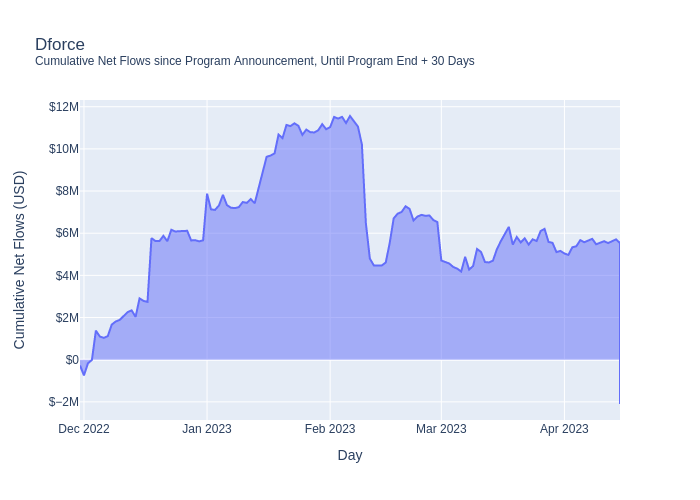 Dforce
Cumulative Net Flows since Program Announcement, Until Program End + 30 Days
Cumulative Net Flows (USD)
$12M
$10M
$8M
$6M
$4M
$2M
$0
$−2M
Dec 2022
Jan 2023
Feb 2023
Mar 2023
Apr 2023
Day